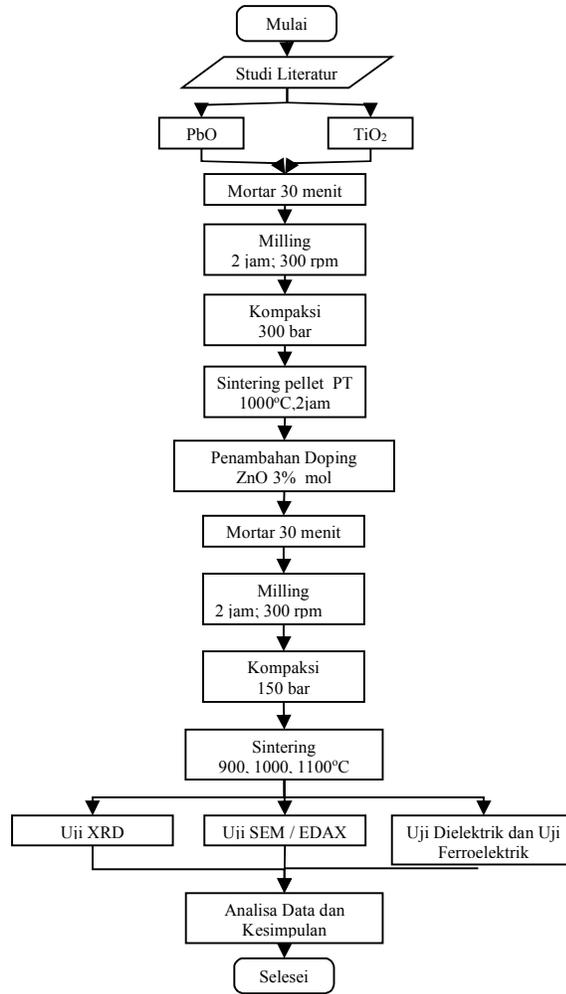 Mulai
Studi Literatur
PbO
TiO₂
Mortar 30 menit
Milling
2 jam; 300 rpm
Kompaksi
300 bar
Sintering pellet PT
1000ºC,2jam
Penambahan Doping
ZnO 3% mol
Mortar 30 menit
Milling
2 jam; 300 rpm
Kompaksi
150 bar
Sintering
900, 1000, 1100ºC
Uji XRD
Uji SEM / EDAX
Uji Dielektrik dan Uji
Ferroelektrik
Analisa Data dan
Kesimpulan
Selesei